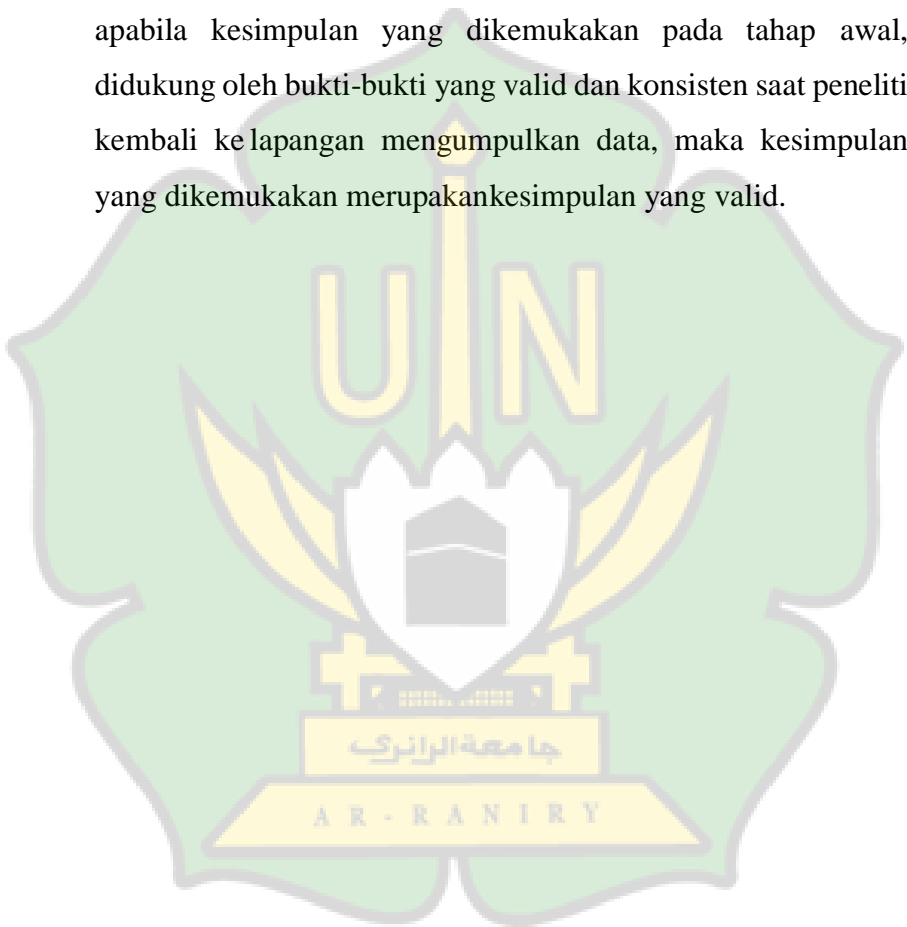 apabila kesimpulan yang dikemukakan pada tahap awal,
didukung oleh bukti-bukti yang valid dan konsisten saat peneliti
kembali ke lapangan mengumpulkan data, maka kesimpulan
yang dikemukakan merupakankesimpulan yang valid.
UIN
جامعة الرانري
AR-RANIRY